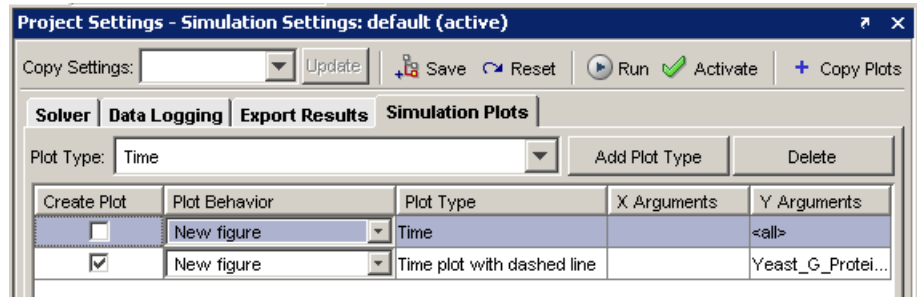 Project Settings - Simulation Settings: default (active)
Copy Settings: Update Save Reset Run Activate + Copy Plots
Solver Data Logging Export Results Simulation Plots
Plot Type: Time Add Plot Type Delete
Create Plot Plot Behavior Plot Type X Arguments Y Arguments
New figure Time <all>
New figure Time plot with dashed line Yeast_G_Protei...